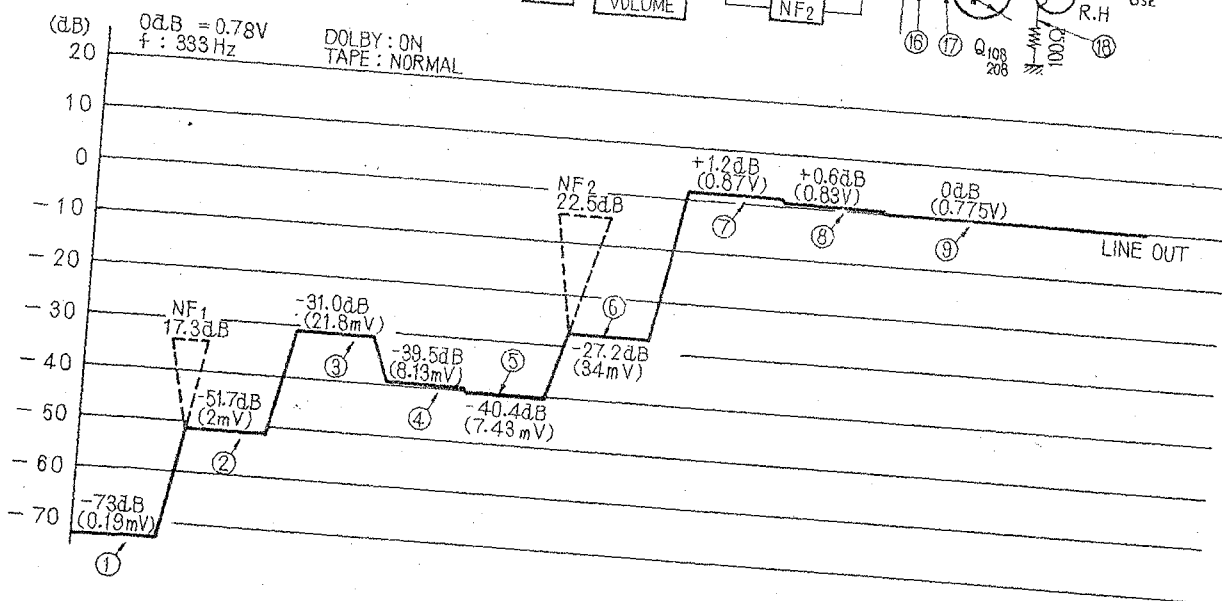 VOLUME
NF2
R.H
⑯ ⑰ Q108 208 100Ω ⑱
(dB)
0dB = 0.78V
f : 333 Hz
DOLBY : ON
TAPE : NORMAL
20
10
0
-10
-20
-30
-40
-50
-60
-70
-73dB
(0.19mV)
①
NF1
17.3dB
-51.7dB
(2mV)
②
-31.0dB
(21.8mV)
③
-39.5dB
(8.13mV)
④
⑤
-40.4dB
(7.43mV)
NF2
22.5dB
⑥
-27.2dB
(34mV)
+1.2dB
(0.87V)
⑦
+0.6dB
(0.83V)
⑧
0dB
(0.775V)
⑨
LINE OUT